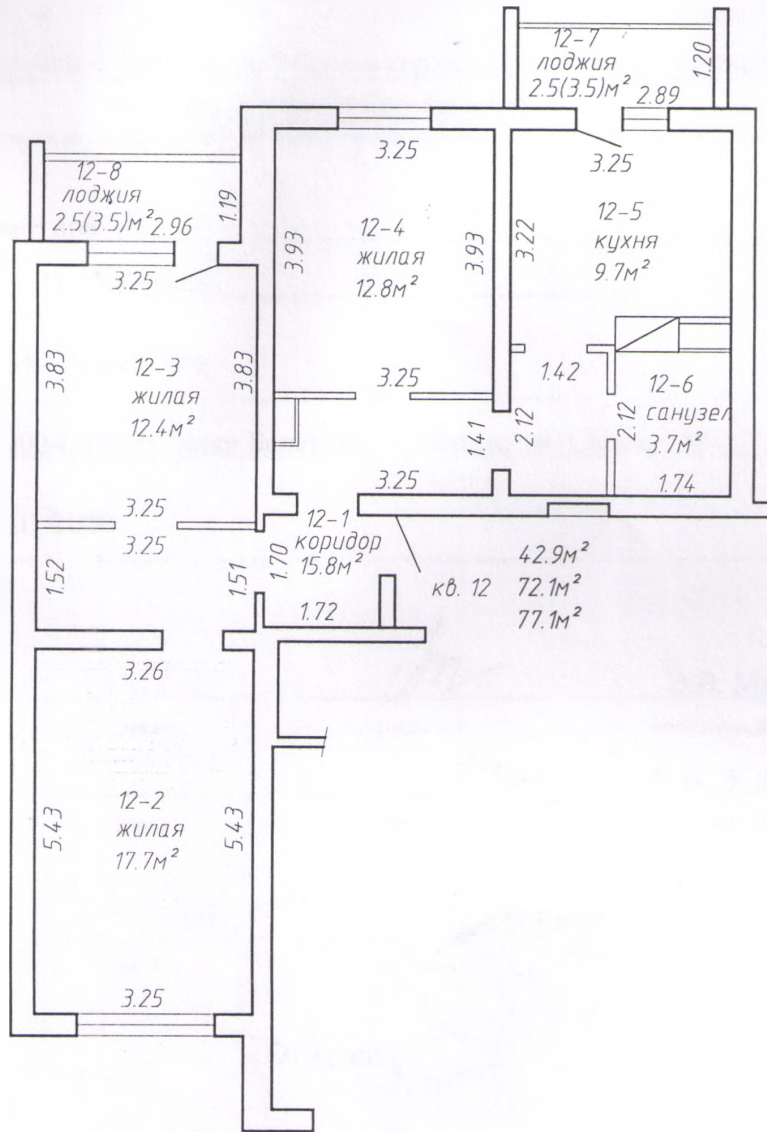 12-7
лоджия
2.5(3.5)м²
1.20
2.89
3.25
3.25
12-8
лоджия
2.5(3.5)м²
2.96
1.19
3.25
12-4
жилая
12.8м²
3.93
3.93
12-5
кухня
9.7м²
3.22
12-3
жилая
12.4м²
3.83
3.83
3.25
1.42
12-6
санузел
3.7м²
2.12
2.12
1.74
1.41
3.25
3.25
3.25
12-1
коридор
15.8м²
1.70
1.72
1.52
1.51
кв. 12
42.9м²
72.1м²
77.1м²
3.26
12-2
жилая
17.7м²
5.43
5.43
3.25